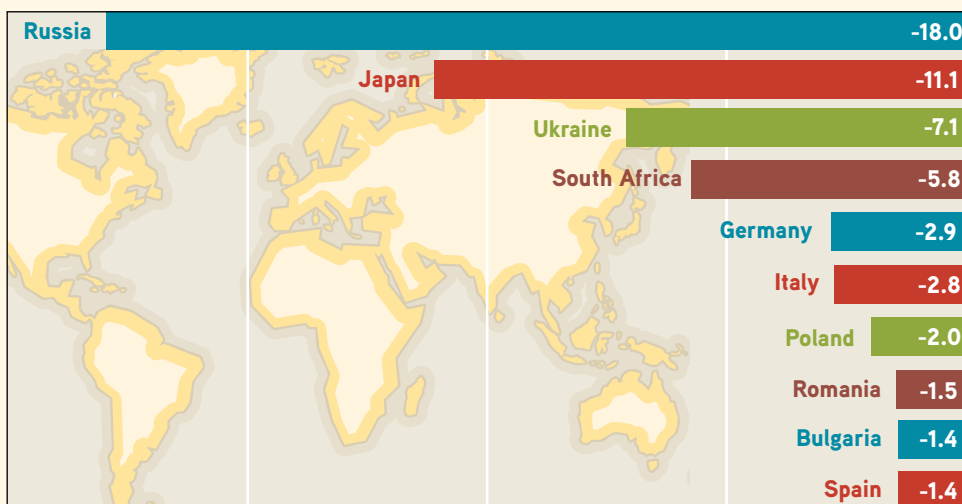 Russia -18.0
Japan -11.1
Ukraine -7.1
South Africa -5.8
Germany -2.9
Italy -2.8
Poland -2.0
Romania -1.5
Bulgaria -1.4
Spain -1.4